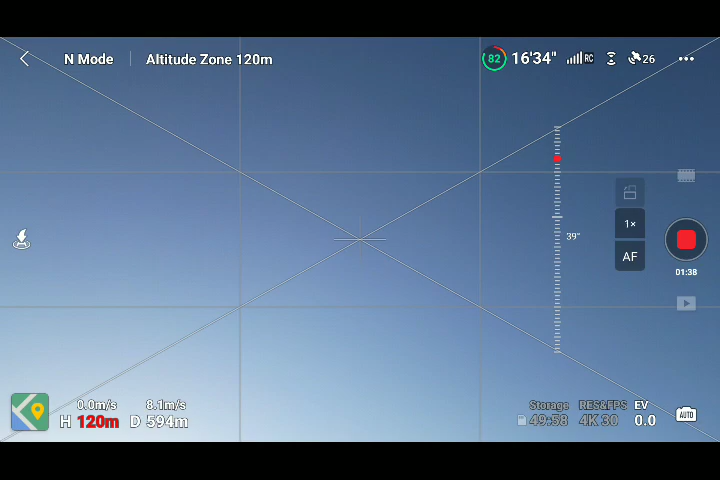 N Mode Altitude Zone 120m 82 16'34" RC 26
39°
1×
AF
01:38
0.0m/s 8.1m/s
H 120m D 594m
Storage RES&FPS EV
49:58 4K 30 0.0
AUTO